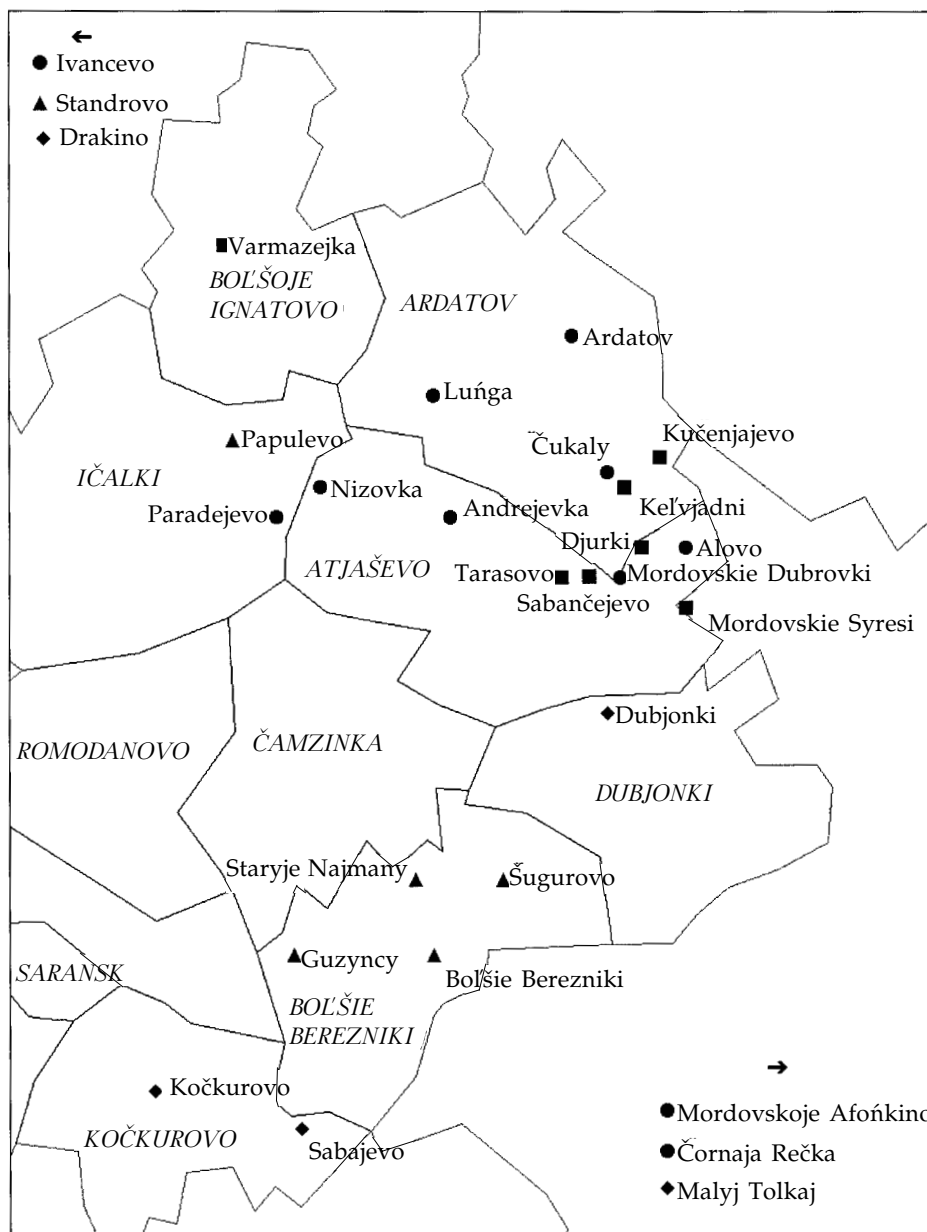 ←
● Ivancevo
▲ Standrovo
◆ Drakino
■Varmazejka
BOĽŠOJE
IGNATOVO
ARDATOV
Ardatov
Luńga
Kučenjajevo
Čukaly
Papulevo
IČALKI
Nizovka
Keľvjadni
Paradejevo
Andrejevka
Djurki
Alovo
ATJAŠEVO
Tarasovo
Mordovskie Dubrovki
Sabančejevo
Mordovskie Syresi
Dubjonki
ROMODANOVO
ČAMZINKA
DUBJONKI
Staryje Najmany
Šugurovo
Guzyncy
SARANSK
Boľšie Berezniki
BOĽŠIE
BEREZNIKI
→
Kočkurovo
●Mordovskoje Afońkino
KOČKUROVO
Sabajevo
●Čornaja Rečka
◆ Malyj Tolkaj